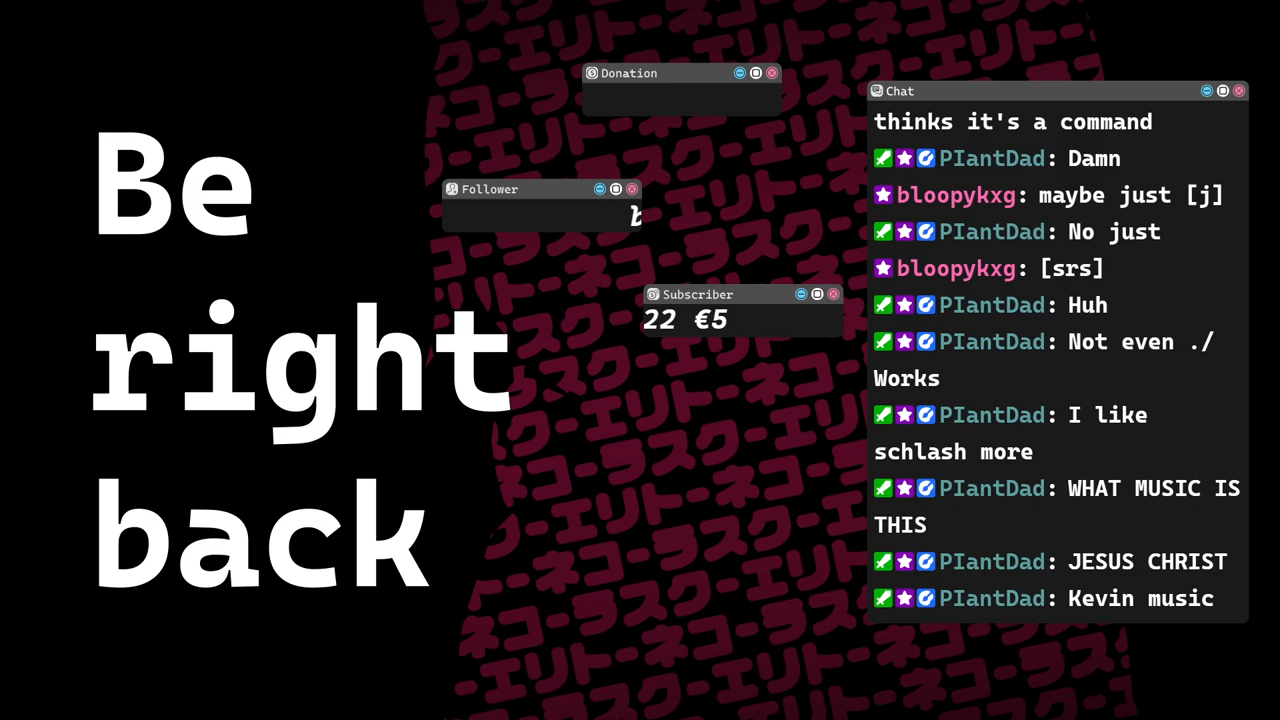 Be
right
back
Donation
Follower
b
Subscriber
22 €5
Chat
thinks it's a command
PIantDad: Damn
bloopykxg: maybe just [j]
PIantDad: No just
bloopykxg: [srs]
PIantDad: Huh
PIantDad: Not even ./
Works
PIantDad: I like
schlash more
PIantDad: WHAT MUSIC IS
THIS
PIantDad: JESUS CHRIST
PIantDad: Kevin music